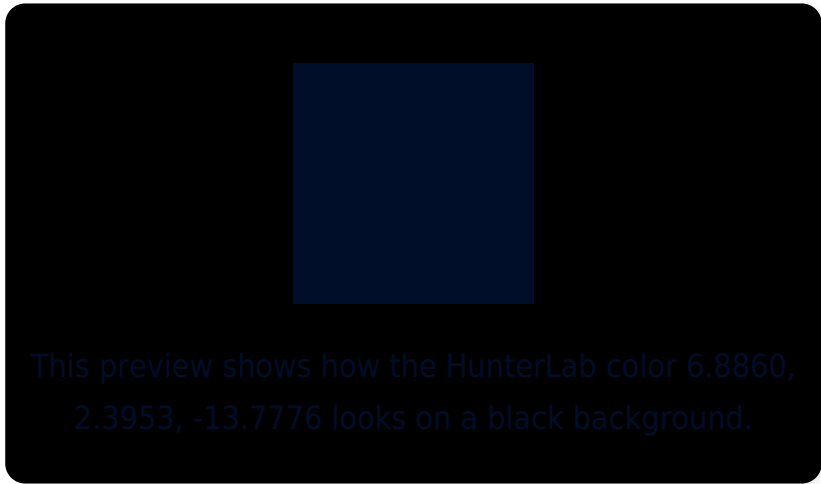 This preview shows how the HunterLab color 6.8860,
2.3953, -13.7776 looks on a black background.